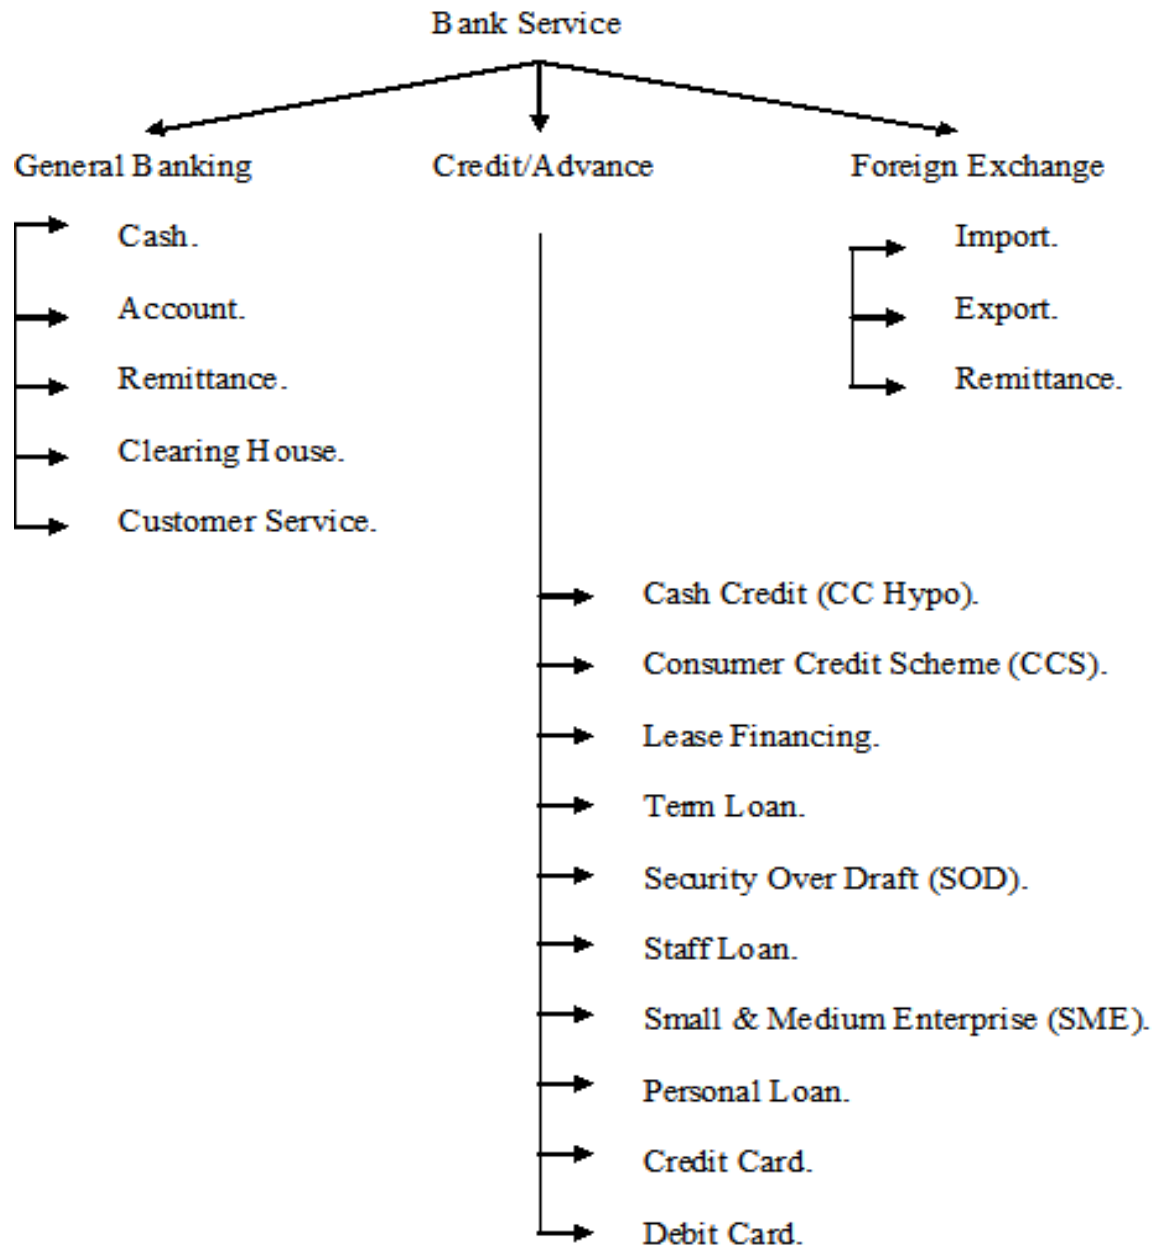 Bank Service
General Banking
Credit/Advance
Foreign Exchange
Cash.
Account.
Remittance.
Clearing House.
Customer Service.
Import.
Export.
Remittance.
Cash Credit (CC Hypo).
Consumer Credit Scheme (CCS).
Lease Financing.
Term Loan.
Security Over Draft (SOD).
Staff Loan.
Small & Medium Enterprise (SME).
Personal Loan.
Credit Card.
Debit Card.